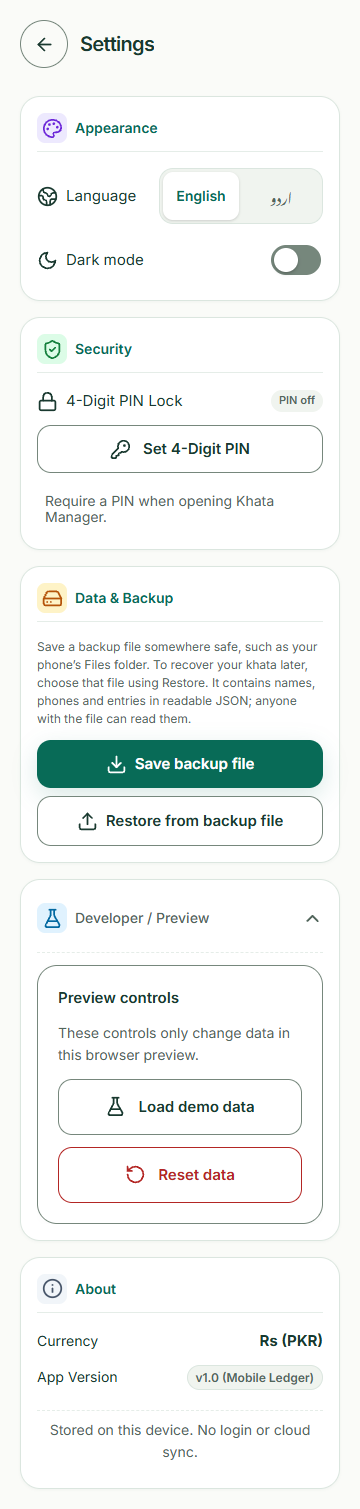 Settings
Appearance
Language
English
اردو
Dark mode
Security
4-Digit PIN Lock
PIN off
Set 4-Digit PIN
Require a PIN when opening Khata
Manager.
Data & Backup
Save a backup file somewhere safe, such as your
phone's Files folder. To recover your khata later,
choose that file using Restore. It contains names,
phones and entries in readable JSON; anyone
with the file can read them.
Save backup file
Restore from backup file
Developer / Preview
Preview controls
These controls only change data in
this browser preview.
Load demo data
Reset data
About
Currency
Rs (PKR)
App Version
v1.0 (Mobile Ledger)
Stored on this device. No login or cloud
sync.